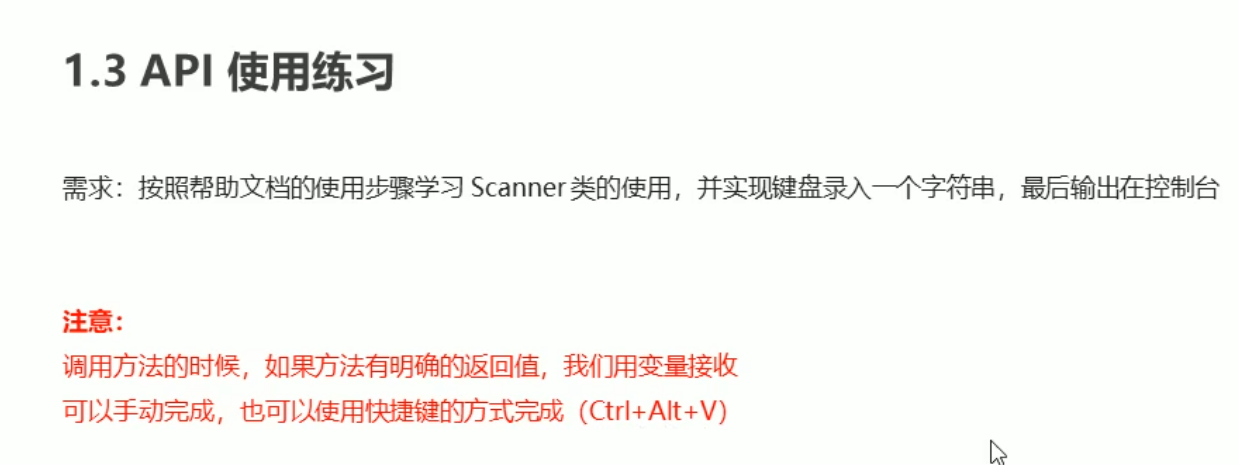 1.3 API 使用练习
需求：按照帮助文档的使用步骤学习 Scanner 类的使用，并实现键盘录入一个字符串，最后输出在控制台
注意：
调用方法的时候，如果方法有明确的返回值，我们用变量接收
可以手动完成，也可以使用快捷键的方式完成（Ctrl+Alt+V）